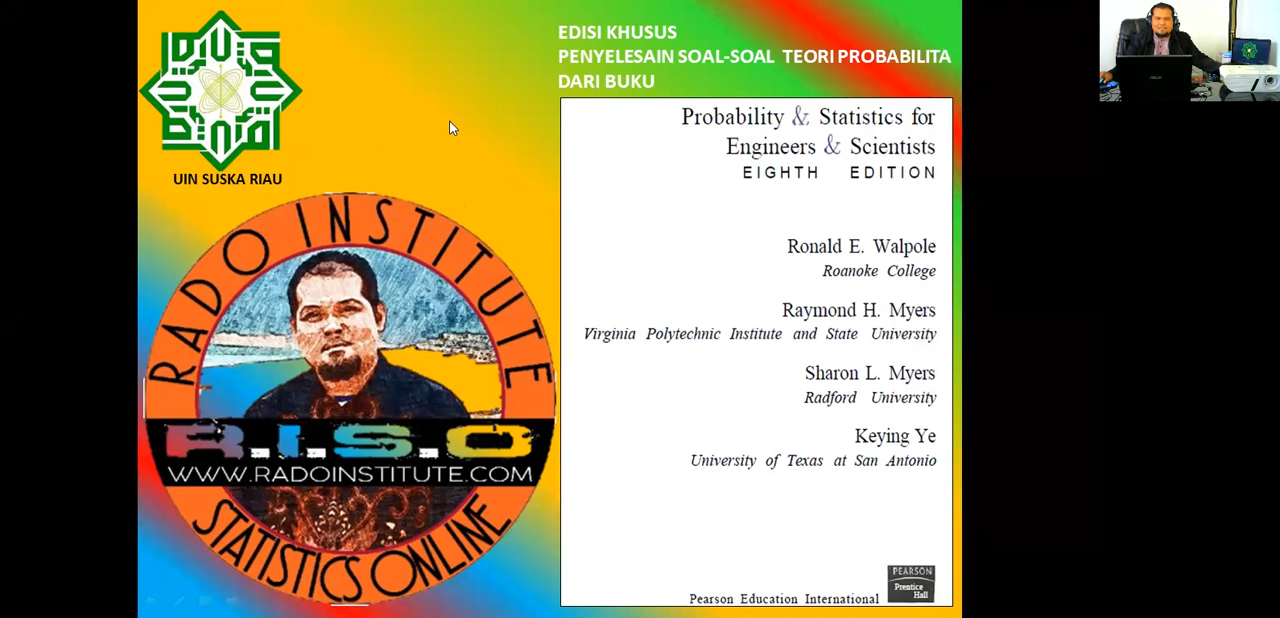 EDISI KHUSUS
PENYELESAIN SOAL-SOAL TEORI PROBABILITA
DARI BUKU
UIN SUSKA RIAU
RADO INSTITUTE
R.I.S.O
WWW.RADOINSTITUTE.COM
STATISTICS ONLINE
Probability & Statistics for
Engineers & Scientists
EIGHTH EDITION
Ronald E. Walpole
Roanoke College
Raymond H. Myers
Virginia Polytechnic Institute and State University
Sharon L. Myers
Radford University
Keying Ye
University of Texas at San Antonio
PEARSON
Prentice
Hall
Pearson Education International